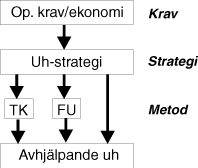 Op. krav/ekonomi Krav
Uh-strategi Strategi
TK FU Metod
Avhjälpande uh